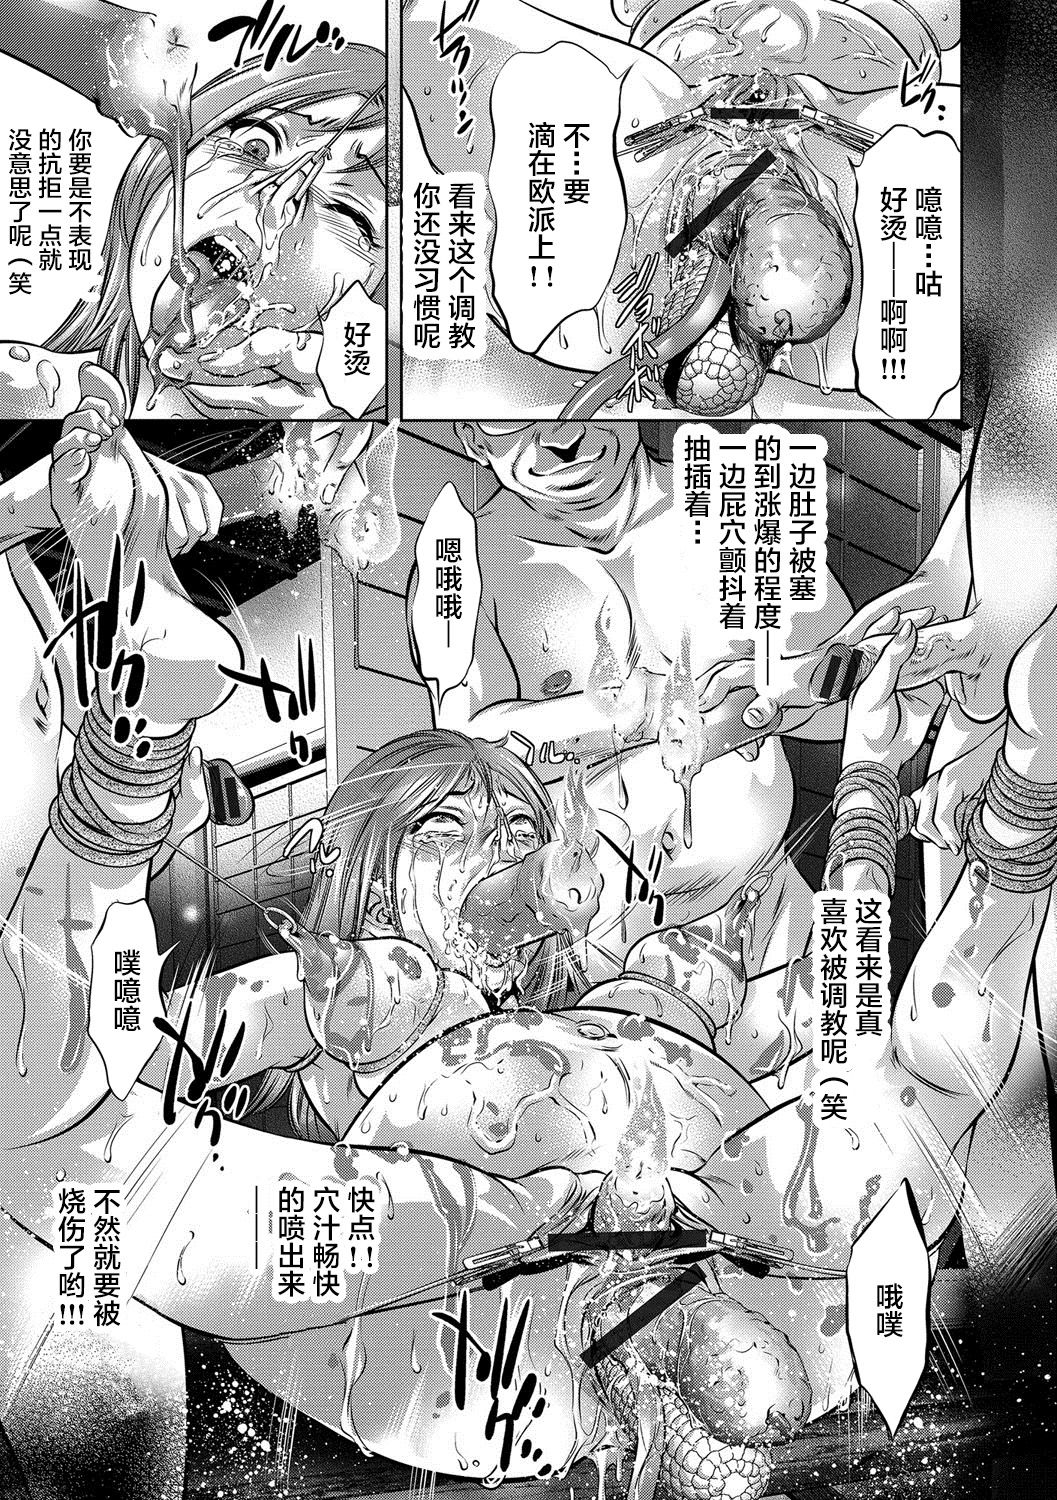 噫噫…咕
好烫——啊啊!!!
不…要
滴在欧派上!!
看来这个调教
你还没习惯呢
好烫
你要是不表现
的抗拒一点就
没意思了呢(笑
一边肚子被塞
的到涨爆的程度——
一边屁穴颤抖着
抽插着…
嗯哦哦—
这看来是真
喜欢被调教呢(笑
噗噫噫
快点!!
穴汁畅快
的喷出来
——
不然就要被
烧伤了哟!!!
哦噗